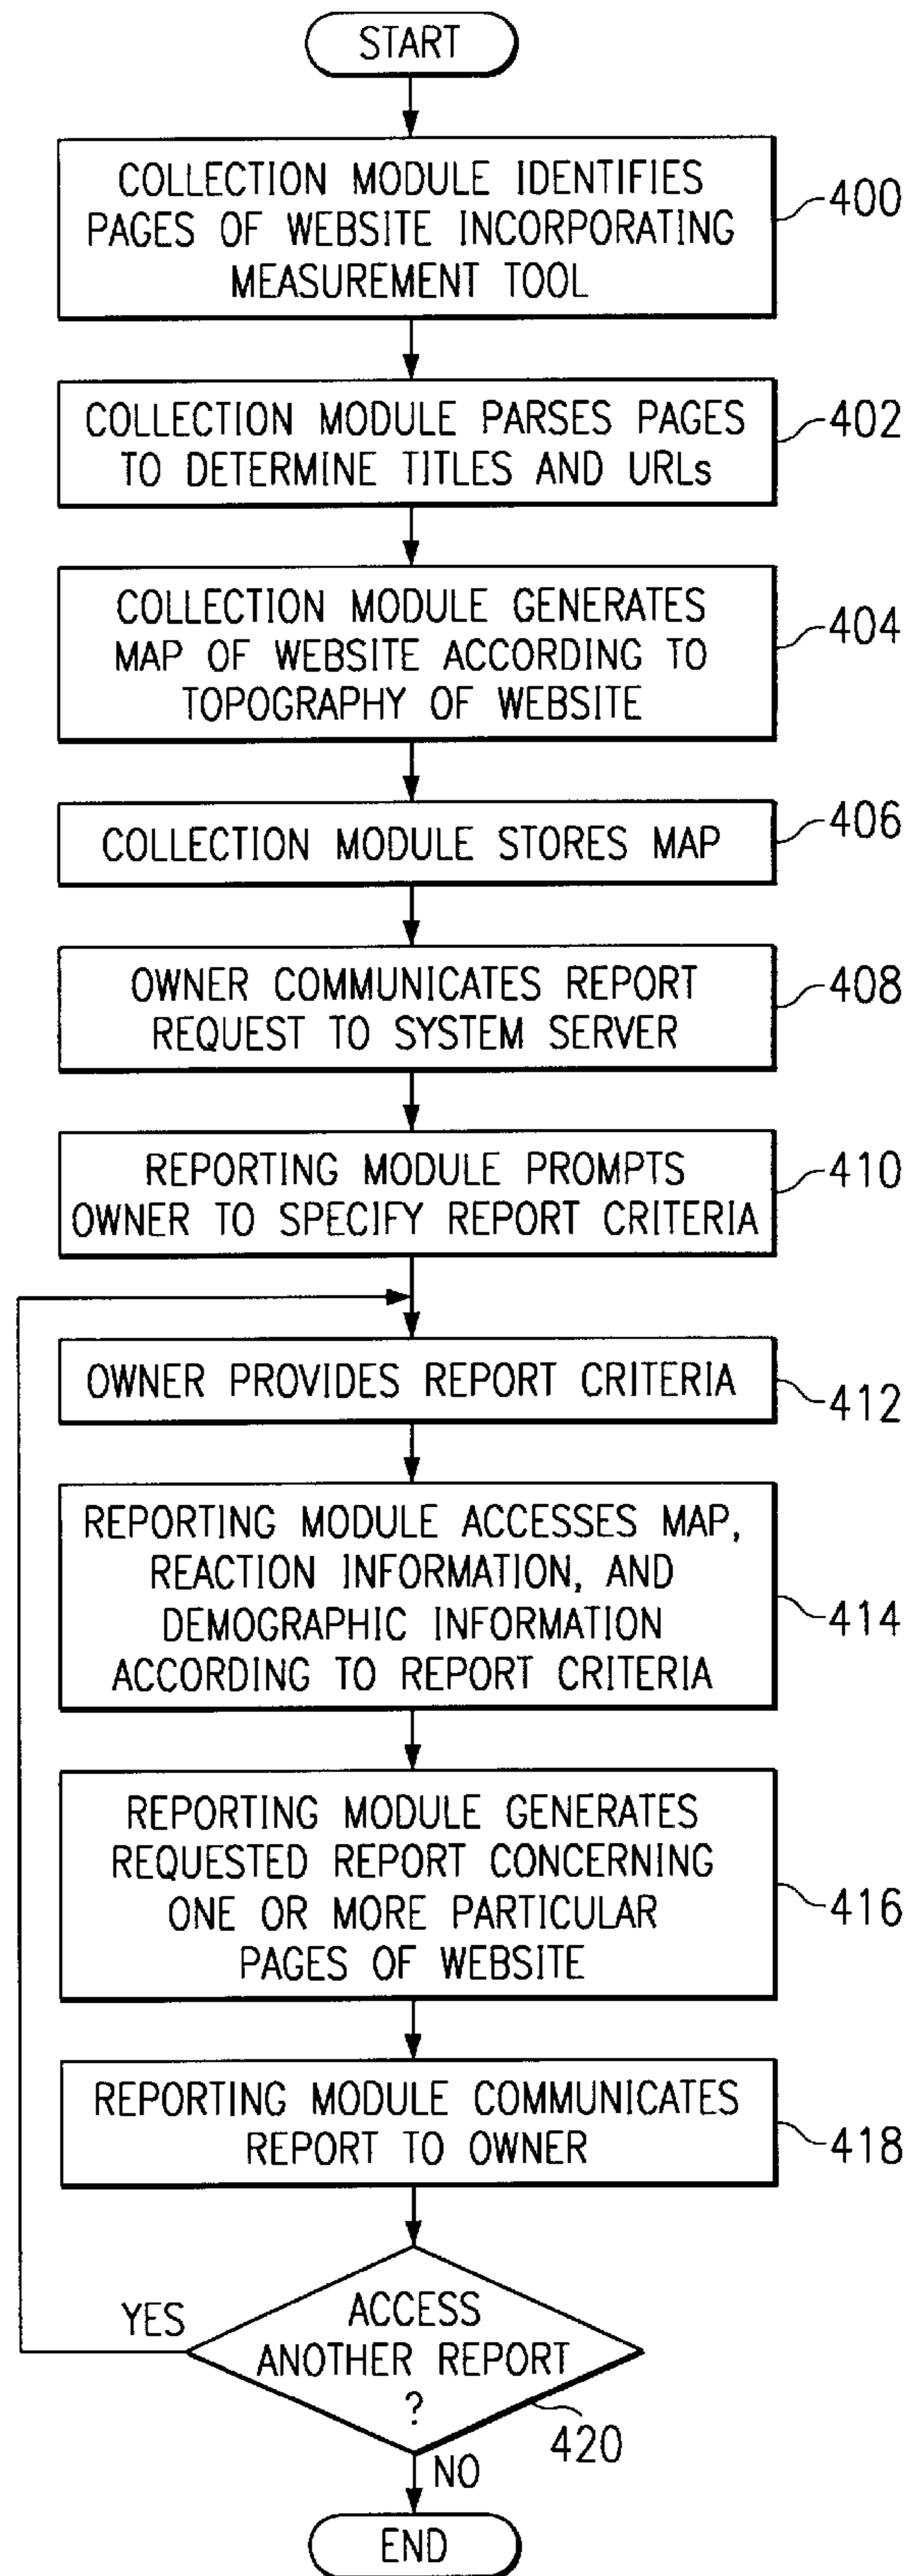 START
COLLECTION MODULE IDENTIFIES
PAGES OF WEBSITE INCORPORATING
MEASUREMENT TOOL
400
COLLECTION MODULE PARSES PAGES
TO DETERMINE TITLES AND URLs
402
COLLECTION MODULE GENERATES
MAP OF WEBSITE ACCORDING TO
TOPOGRAPHY OF WEBSITE
404
COLLECTION MODULE STORES MAP
406
OWNER COMMUNICATES REPORT
REQUEST TO SYSTEM SERVER
408
REPORTING MODULE PROMPTS
OWNER TO SPECIFY REPORT CRITERIA
410
OWNER PROVIDES REPORT CRITERIA
412
REPORTING MODULE ACCESSES MAP,
REACTION INFORMATION, AND
DEMOGRAPHIC INFORMATION
ACCORDING TO REPORT CRITERIA
414
REPORTING MODULE GENERATES
REQUESTED REPORT CONCERNING
ONE OR MORE PARTICULAR
PAGES OF WEBSITE
416
REPORTING MODULE COMMUNICATES
REPORT TO OWNER
418
YES
ACCESS
ANOTHER REPORT
?
420
NO
END